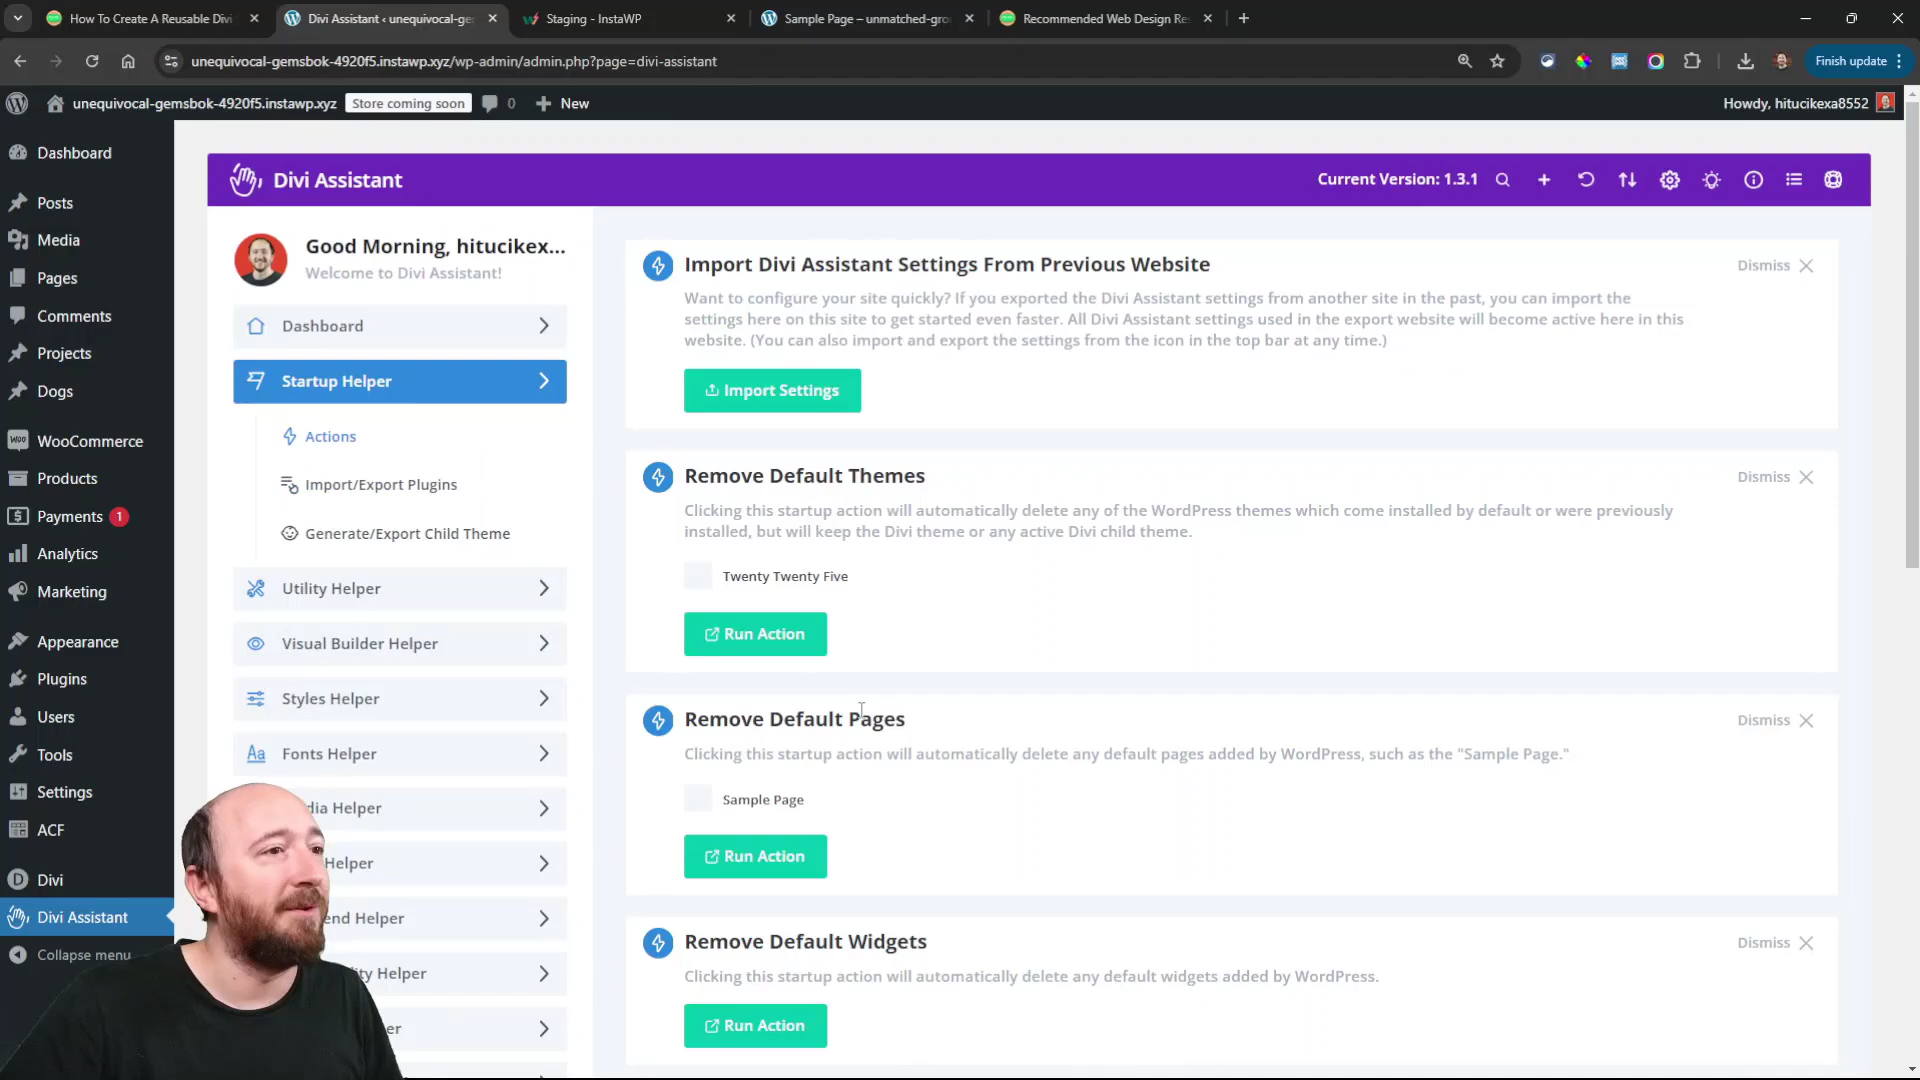 How To Create A Reusable Divi
Divi Assistant ‹ unequivocal-ge
Staging - InstaWP
Sample Page – unmatched-gro
Recommended Web Design Re
unequivocal-gemsbok-4920f5.instawp.xyz/wp-admin/admin.php?page=divi-assistant
Finish update
unequivocal-gemsbok-4920f5.instawp.xyz
Store coming soon
0
New
Howdy, hitucikexa8552
Dashboard
Posts
Media
Pages
Comments
Projects
Dogs
WooCommerce
Products
Payments 1
Analytics
Marketing
Appearance
Plugins
Users
Tools
Settings
ACF
Divi
Divi Assistant
Collapse menu
Divi Assistant
Current Version: 1.3.1
Good Morning, hitucikex...
Welcome to Divi Assistant!
Dashboard
Startup Helper
Actions
Import/Export Plugins
Generate/Export Child Theme
Utility Helper
Visual Builder Helper
Styles Helper
Fonts Helper
dia Helper
Helper
end Helper
ity Helper
er
Import Divi Assistant Settings From Previous Website
Dismiss
Want to configure your site quickly? If you exported the Divi Assistant settings from another site in the past, you can import the
settings here on this site to get started even faster. All Divi Assistant settings used in the export website will become active here in this
website. (You can also import and export the settings from the icon in the top bar at any time.)
Import Settings
Remove Default Themes
Dismiss
Clicking this startup action will automatically delete any of the WordPress themes which come installed by default or were previously
installed, but will keep the Divi theme or any active Divi child theme.
Twenty Twenty Five
Run Action
Remove Default Pages
Dismiss
Clicking this startup action will automatically delete any default pages added by WordPress, such as the "Sample Page."
Sample Page
Run Action
Remove Default Widgets
Dismiss
Clicking this startup action will automatically delete any default widgets added by WordPress.
Run Action